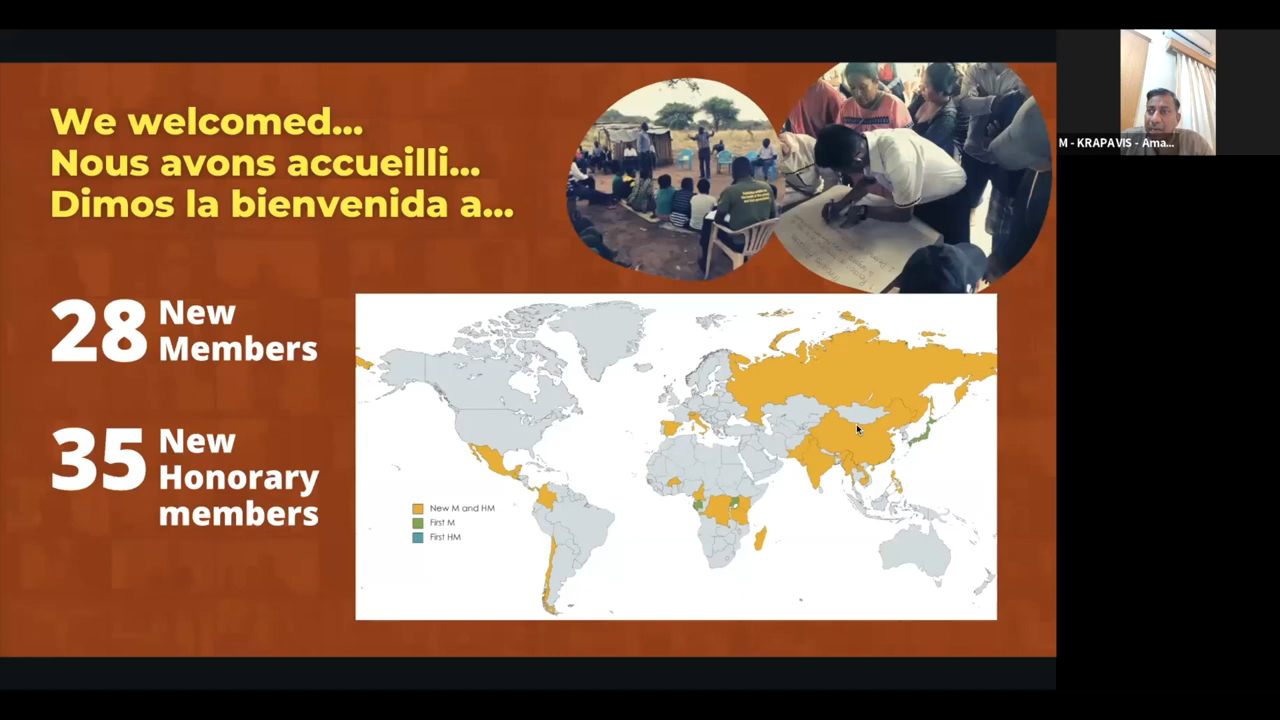 We welcomed...
Nous avons accueilli...
Dimos la bienvenida a...
28 New
Members
35 New
Honorary
members
New M and HM
First M
First HM
M - KRAPAVIS - Ama...